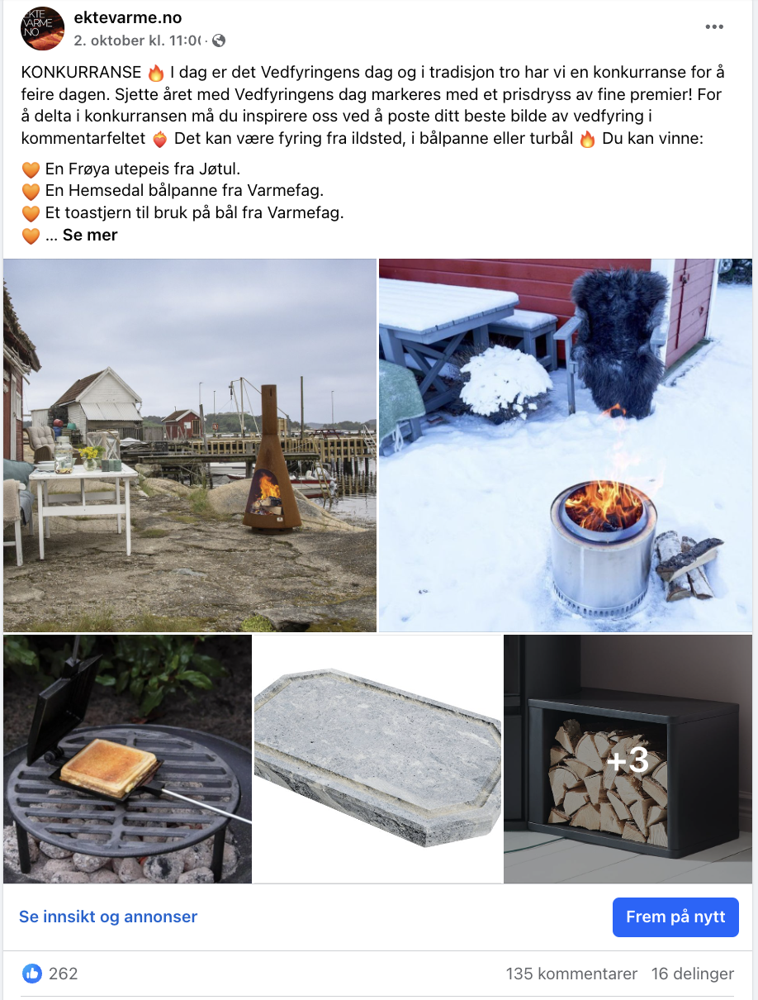 EKTE
VARME
.NO
ektevarme.no
2. oktober kl. 11:00 ·
KONKURRANSE 🔥 I dag er det Vedfyringens dag og i tradisjon tro har vi en konkurranse for å
feire dagen. Sjette året med Vedfyringens dag markeres med et prisdryss av fine premier! For
å delta i konkurransen må du inspirere oss ved å poste ditt beste bilde av vedfyring i
kommentarfeltet ❤️‍🔥 Det kan være fyring fra ildsted, i bålpanne eller turbål 🔥 Du kan vinne:
🧡 En Frøya utepeis fra Jøtul.
🧡 En Hemsedal bålpanne fra Varmefag.
🧡 Et toastjern til bruk på bål fra Varmefag.
🧡 ... Se mer
+3
Se innsikt og annonser
Frem på nytt
262
135 kommentarer 16 delinger